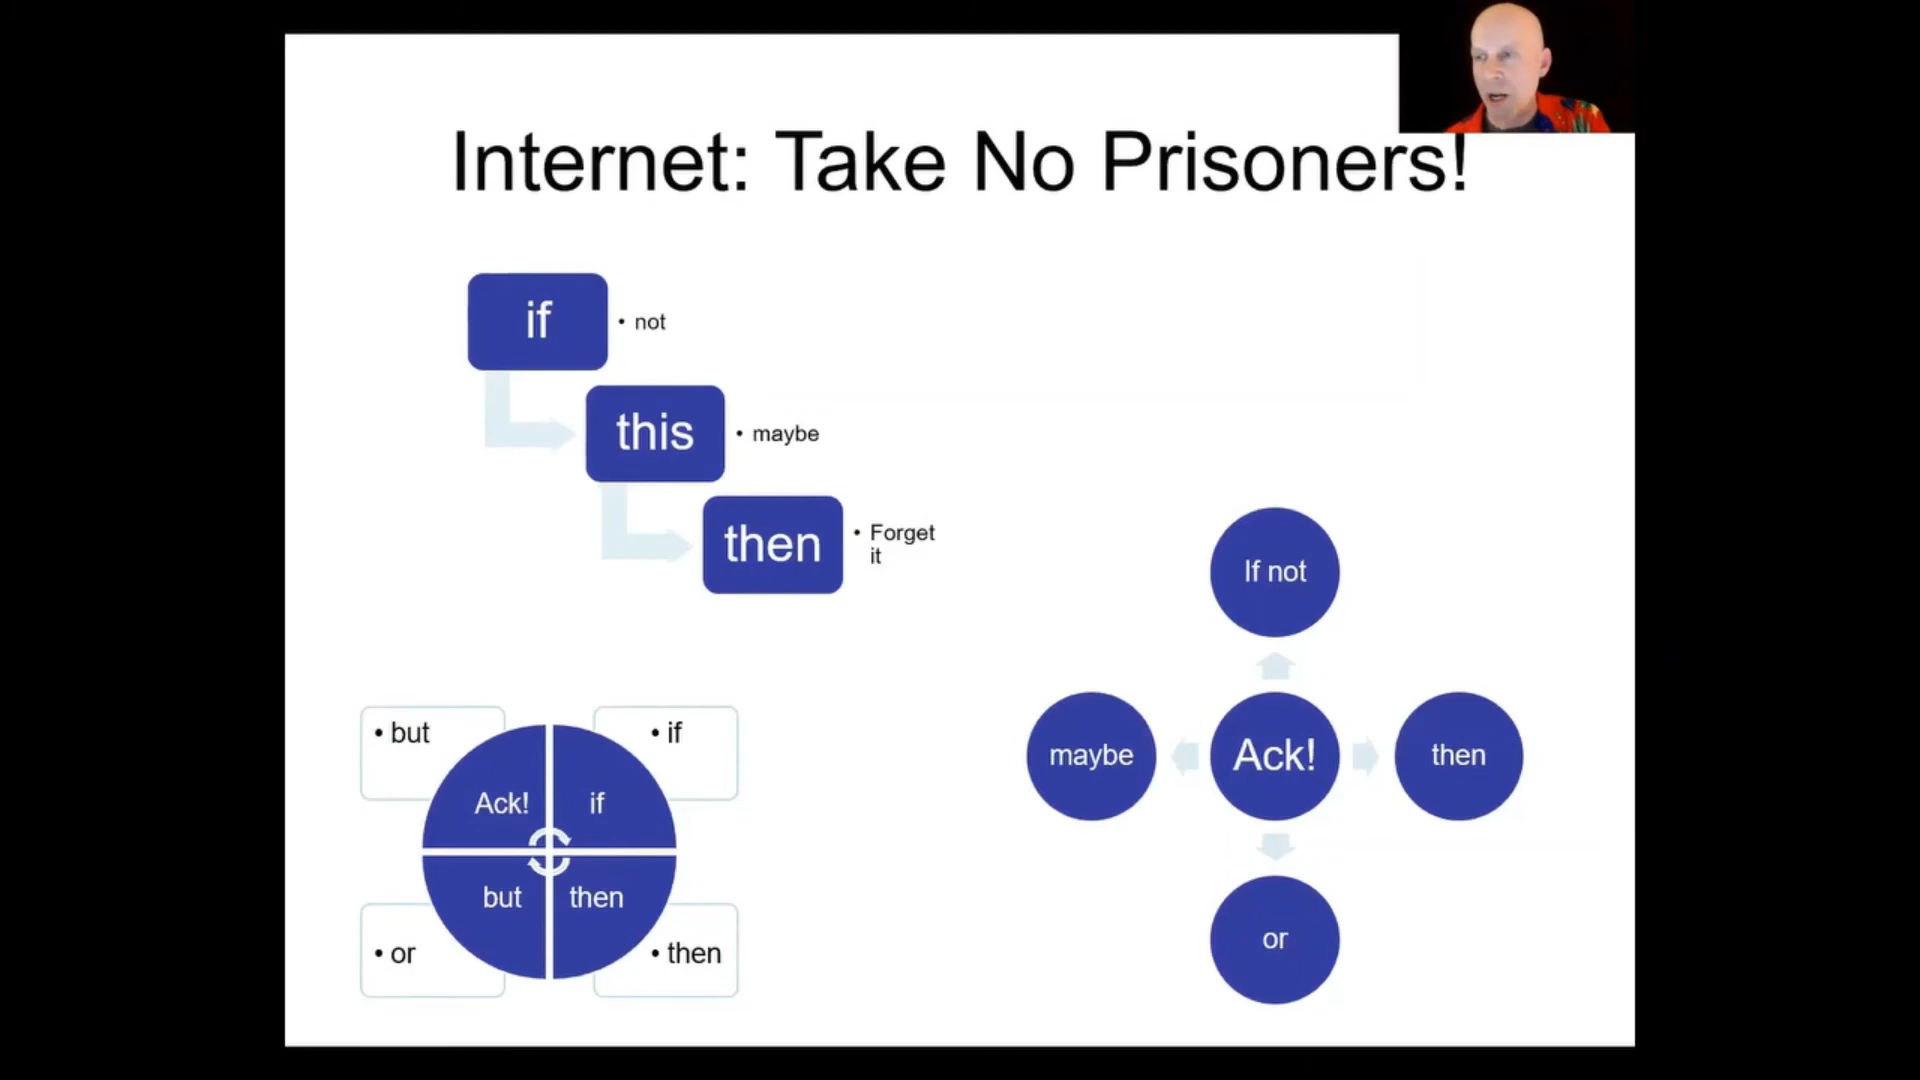 Internet: Take No Prisoners!
if
• not
this
• maybe
then
• Forget
it
• but
• if
Ack!
if
but
then
• or
• then
If not
maybe
Ack!
then
or